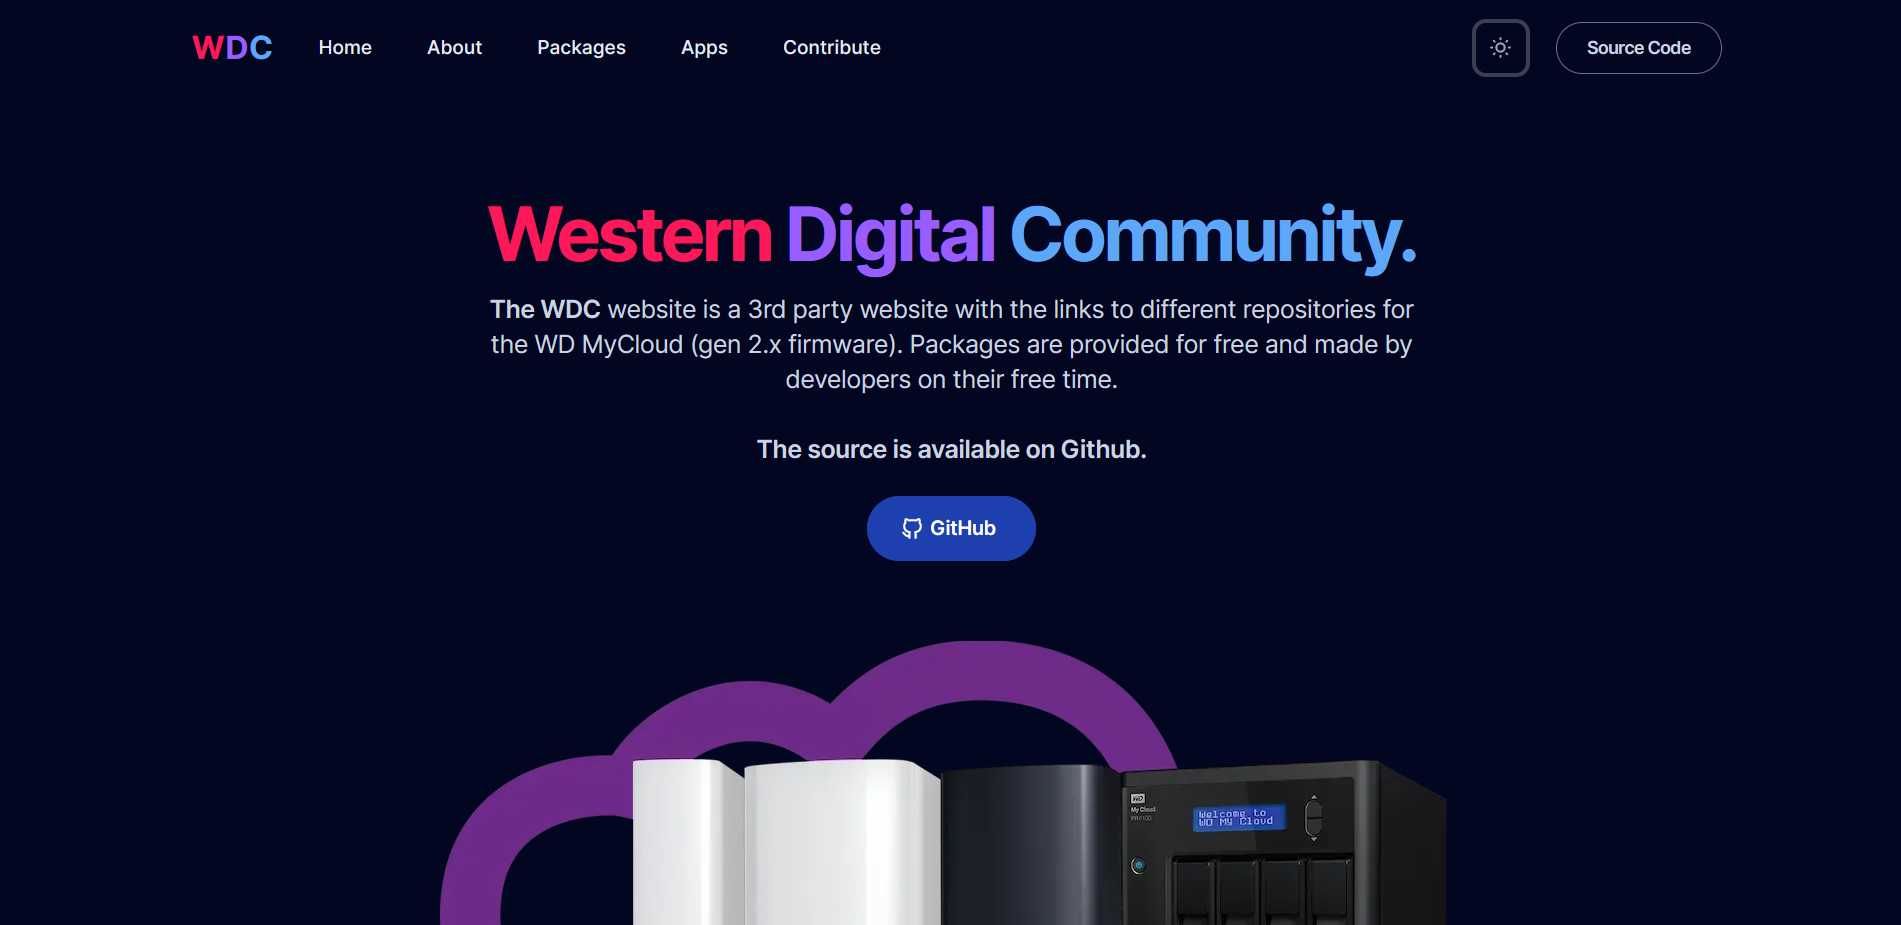 WDC Home About Packages Apps Contribute Source Code
Western Digital Community.
The WDC website is a 3rd party website with the links to different repositories for
the WD MyCloud (gen 2.x firmware). Packages are provided for free and made by
developers on their free time.
The source is available on Github.
GitHub
WD
My Cloud
PR4100
Welcome to
WD My Cloud